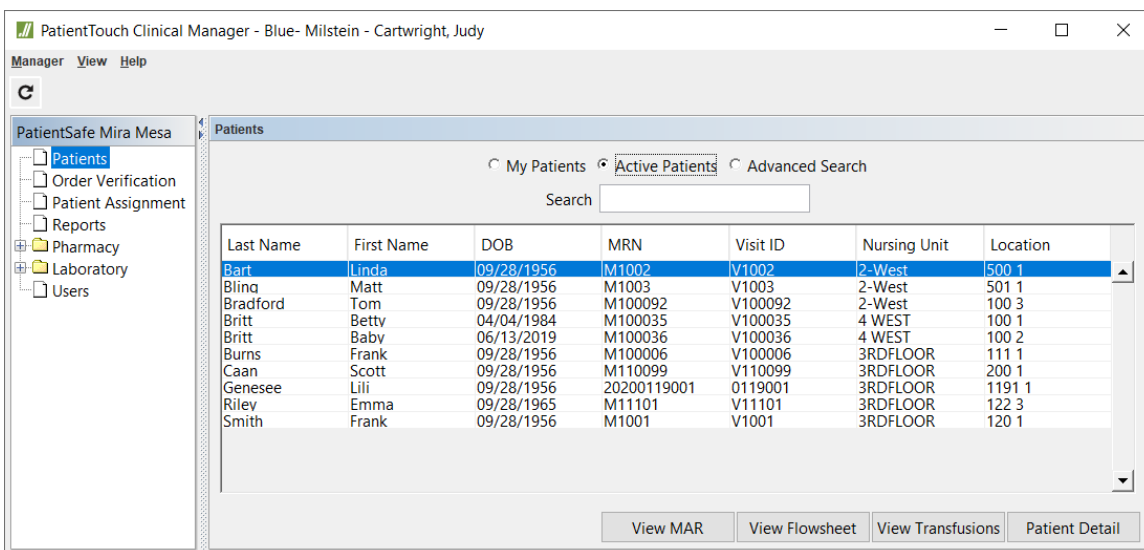 PatientTouch Clinical Manager - Blue- Milstein - Cartwright, Judy
Manager View Help
PatientSafe Mira Mesa
Patients
Order Verification
Patient Assignment
Reports
Pharmacy
Laboratory
Users
Patients
My Patients Active Patients Advanced Search
Search
Last Name First Name DOB MRN Visit ID Nursing Unit Location
Bart Linda 09/28/1956 M1002 V1002 2-West 500 1
Bling Matt 09/28/1956 M1003 V1003 2-West 501 1
Bradford Tom 09/28/1956 M100092 V100092 2-West 100 3
Britt Betty 04/04/1984 M100035 V100035 4 WEST 100 1
Britt Baby 06/13/2019 M100036 V100036 4 WEST 100 2
Burns Frank 09/28/1956 M100006 V100006 3RDFLOOR 111 1
Caan Scott 09/28/1956 M110099 V110099 3RDFLOOR 200 1
Genesee Lili 09/28/1956 20200119001 0119001 3RDFLOOR 1191 1
Riley Emma 09/28/1965 M11101 V11101 3RDFLOOR 122 3
Smith Frank 09/28/1956 M1001 V1001 3RDFLOOR 120 1
View MAR View Flowsheet View Transfusions Patient Detail